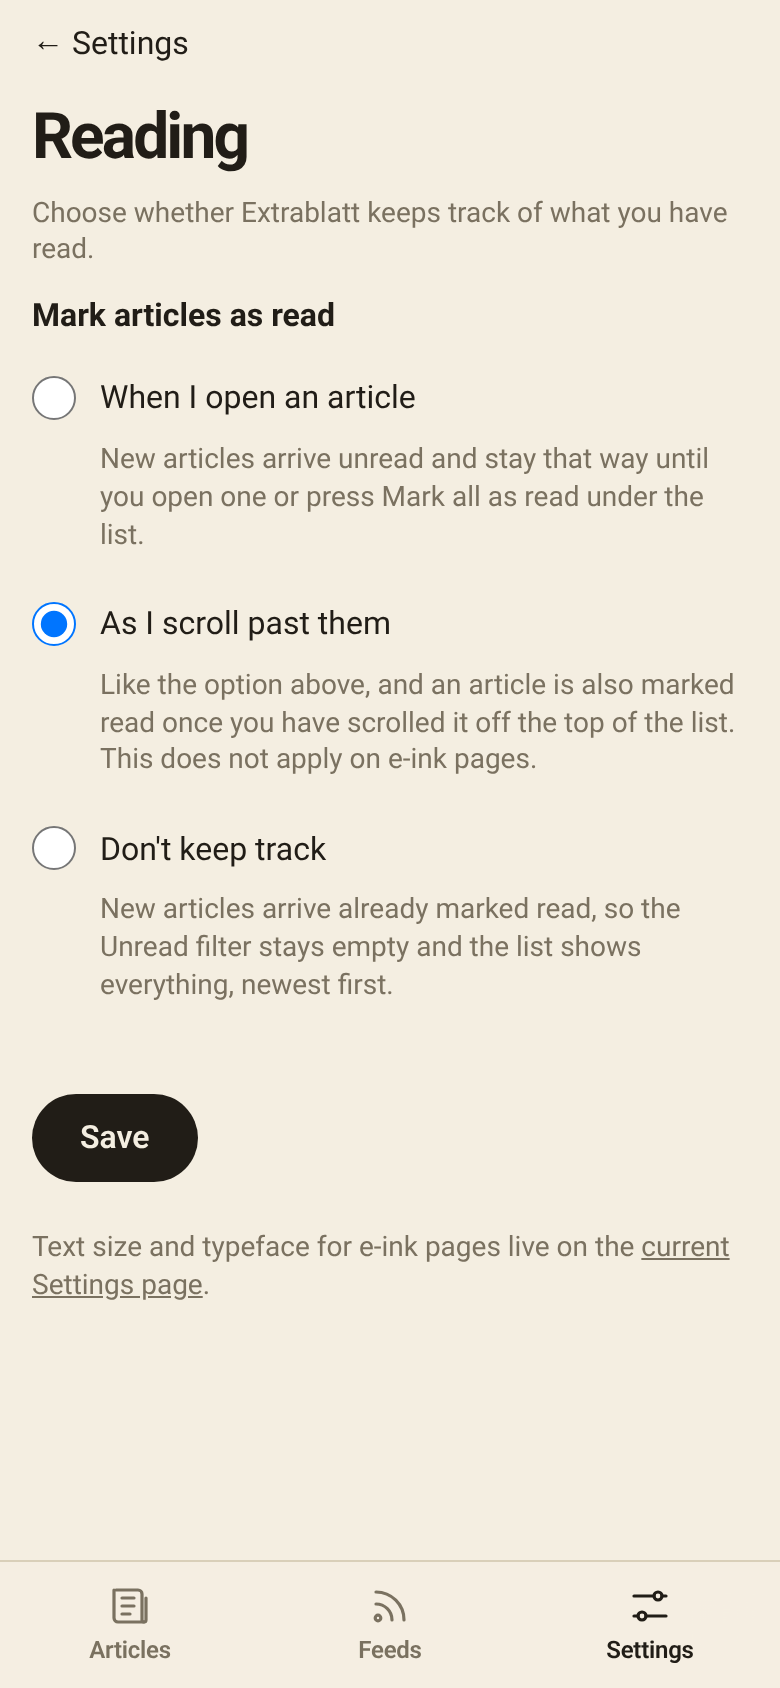 ← Settings
Reading
Choose whether Extrablatt keeps track of what you have
read.
Mark articles as read
When I open an article
New articles arrive unread and stay that way until
you open one or press Mark all as read under the
list.
As I scroll past them
Like the option above, and an article is also marked
read once you have scrolled it off the top of the list.
This does not apply on e-ink pages.
Don't keep track
New articles arrive already marked read, so the
Unread filter stays empty and the list shows
everything, newest first.
Save
Text size and typeface for e-ink pages live on the current
Settings page.
Articles
Feeds
Settings